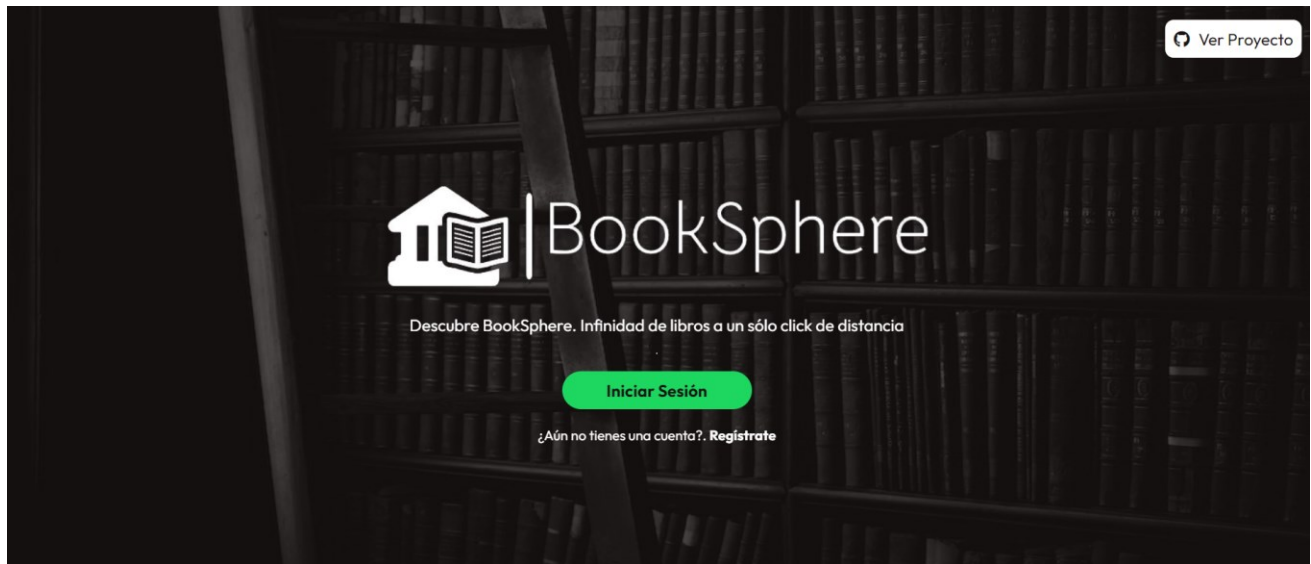 Ver Proyecto
BookSphere
Descubre BookSphere. Infinidad de libros a un sólo click de distancia
Iniciar Sesión
¿Aún no tienes una cuenta?. Regístrate